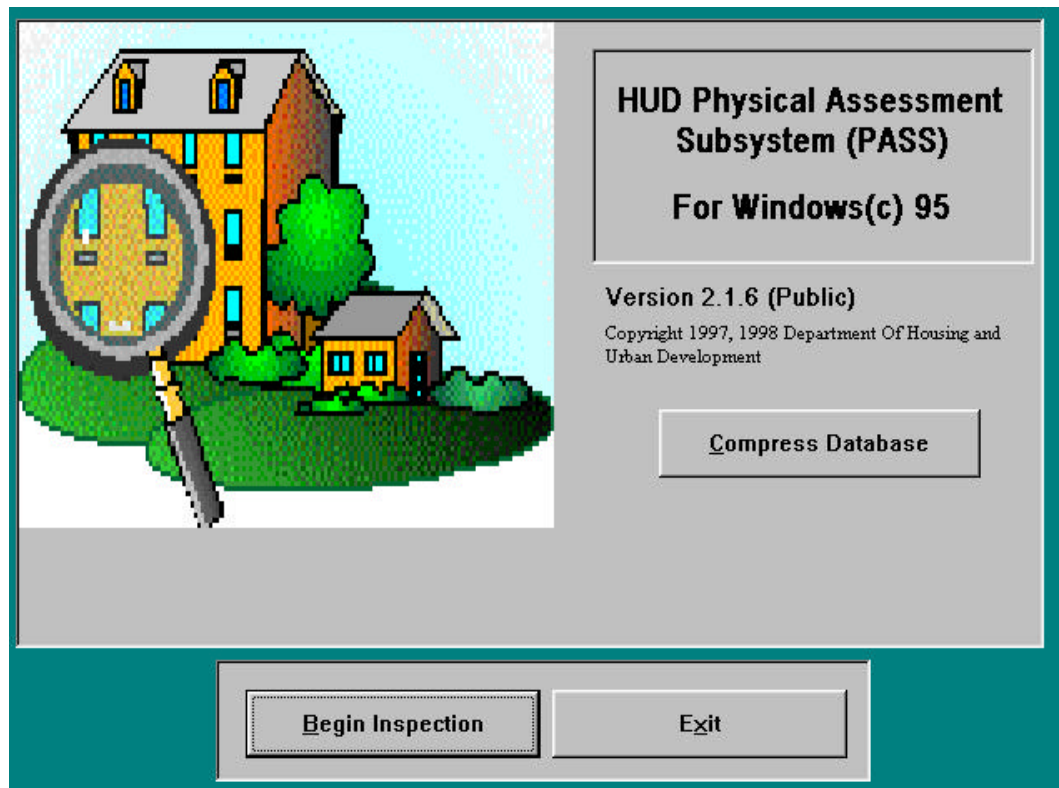 HUD Physical Assessment
Subsystem (PASS)
For Windows(c) 95
Version 2.1.6 (Public)
Copyright 1997, 1998 Department Of Housing and
Urban Development
Compress Database
Begin Inspection
Exit